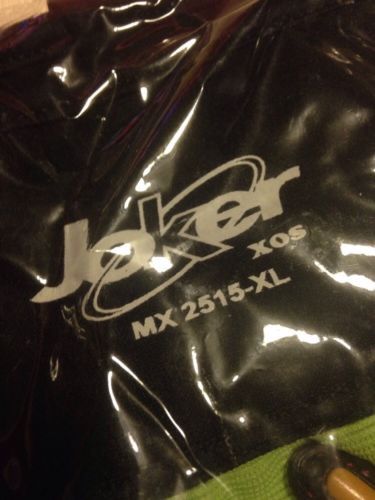 Joker
xos
MX 2515-XL